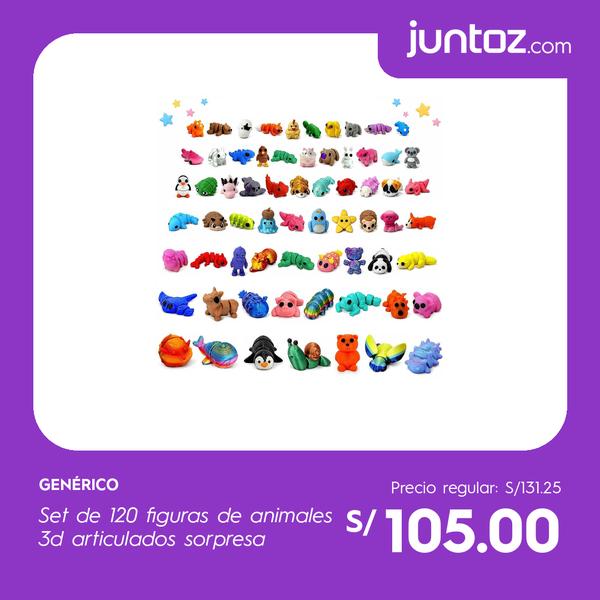 juntoz.com
GENÉRICO
Set de 120 figuras de animales
3d articulados sorpresa
Precio regular: S/131.25
S/105.00